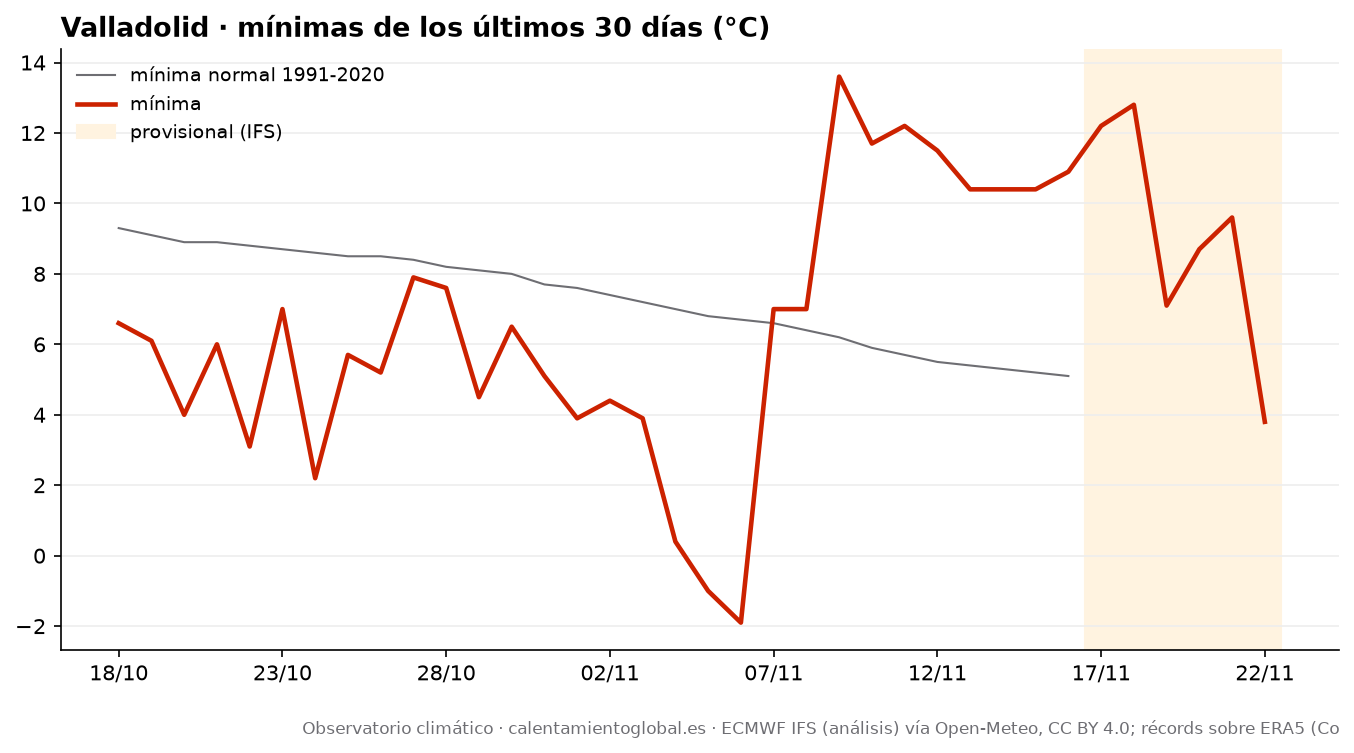 Valladolid · mínimas de los últimos 30 días (°C)
mínima normal 1991-2020
mínima
provisional (IFS)
14
12
10
8
6
4
2
0
−2
18/10 23/10 28/10 02/11 07/11 12/11 17/11 22/11
Observatorio climático · calentamientoglobal.es · ECMWF IFS (análisis) vía Open-Meteo, CC BY 4.0; récords sobre ERA5 (Co